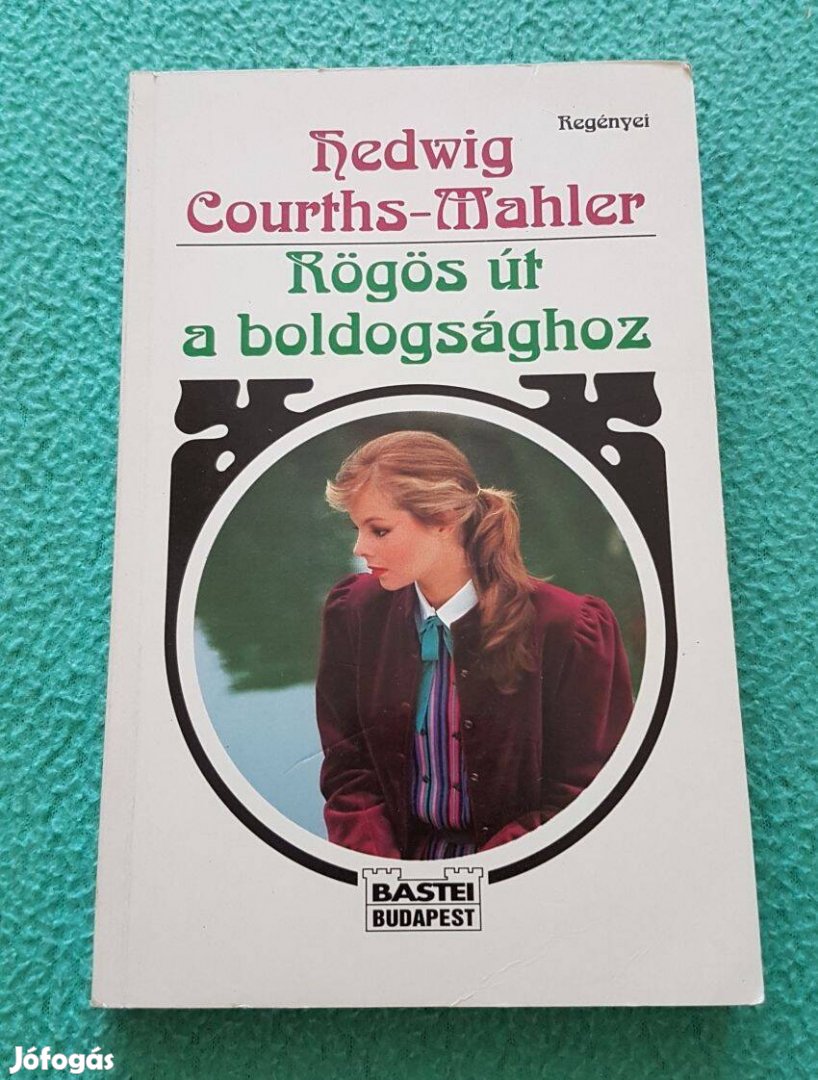 Regényei
Hedwig
Courths-Mahler
Rögös út
a boldogsághoz
BASTEI
BUDAPEST
Jófogás